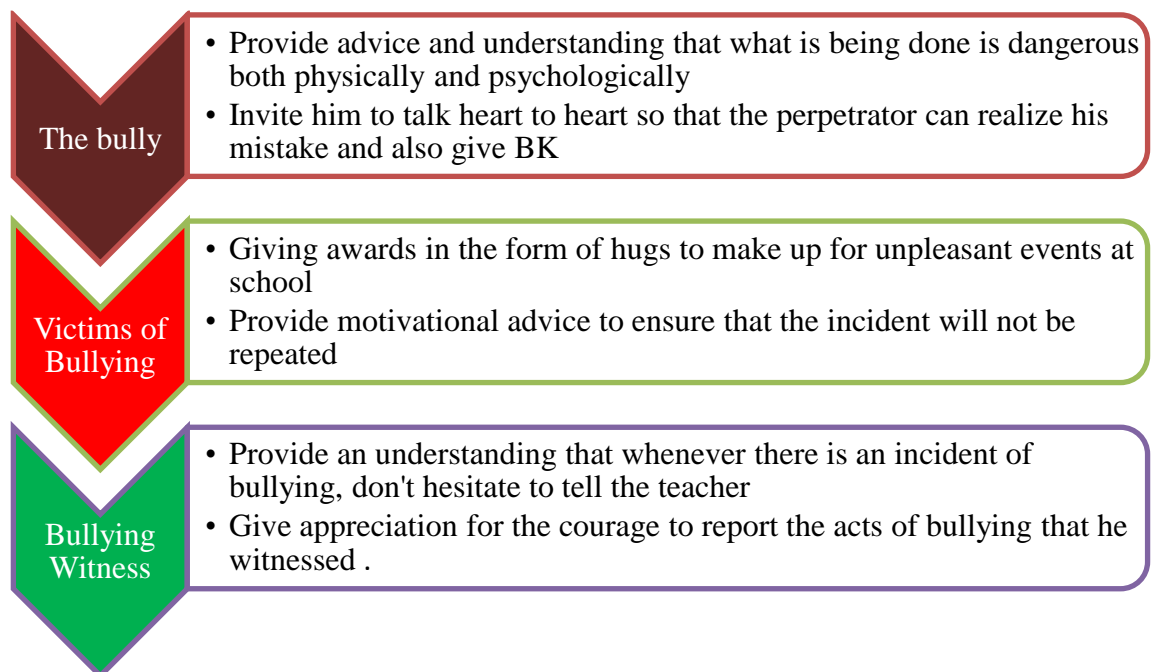 The bully
• Provide advice and understanding that what is being done is dangerous
both physically and psychologically
• Invite him to talk heart to heart so that the perpetrator can realize his
mistake and also give BK
Victims of
Bullying
• Giving awards in the form of hugs to make up for unpleasant events at
school
• Provide motivational advice to ensure that the incident will not be
repeated
Bullying
Witness
• Provide an understanding that whenever there is an incident of
bullying, don't hesitate to tell the teacher
• Give appreciation for the courage to report the acts of bullying that he
witnessed .